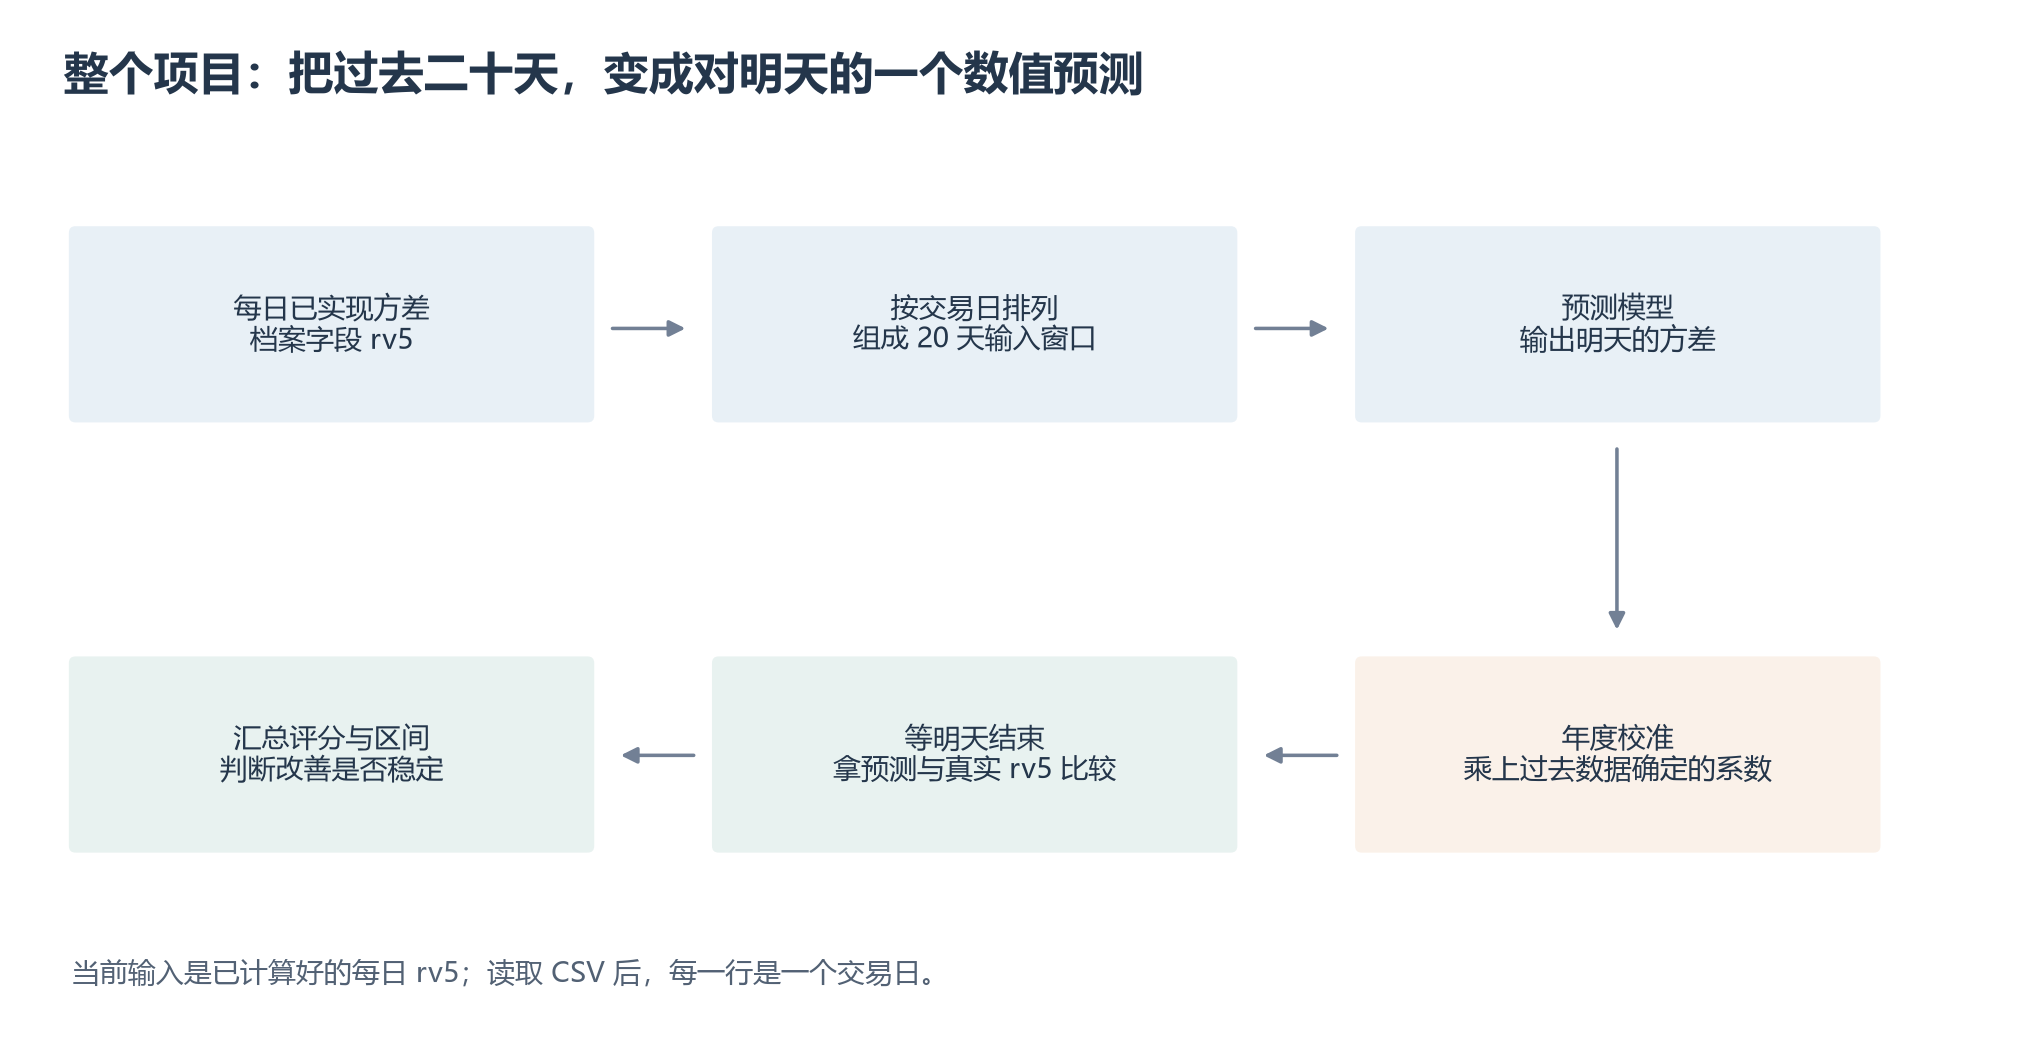 整个项目：把过去二十天，变成对明天的一个数值预测
每日已实现方差
档案字段 rv5
按交易日排列
组成 20 天输入窗口
预测模型
输出明天的方差
年度校准
乘上过去数据确定的系数
等明天结束
拿预测与真实 rv5 比较
汇总评分与区间
判断改善是否稳定
当前输入是已计算好的每日 rv5；读取 CSV 后，每一行是一个交易日。